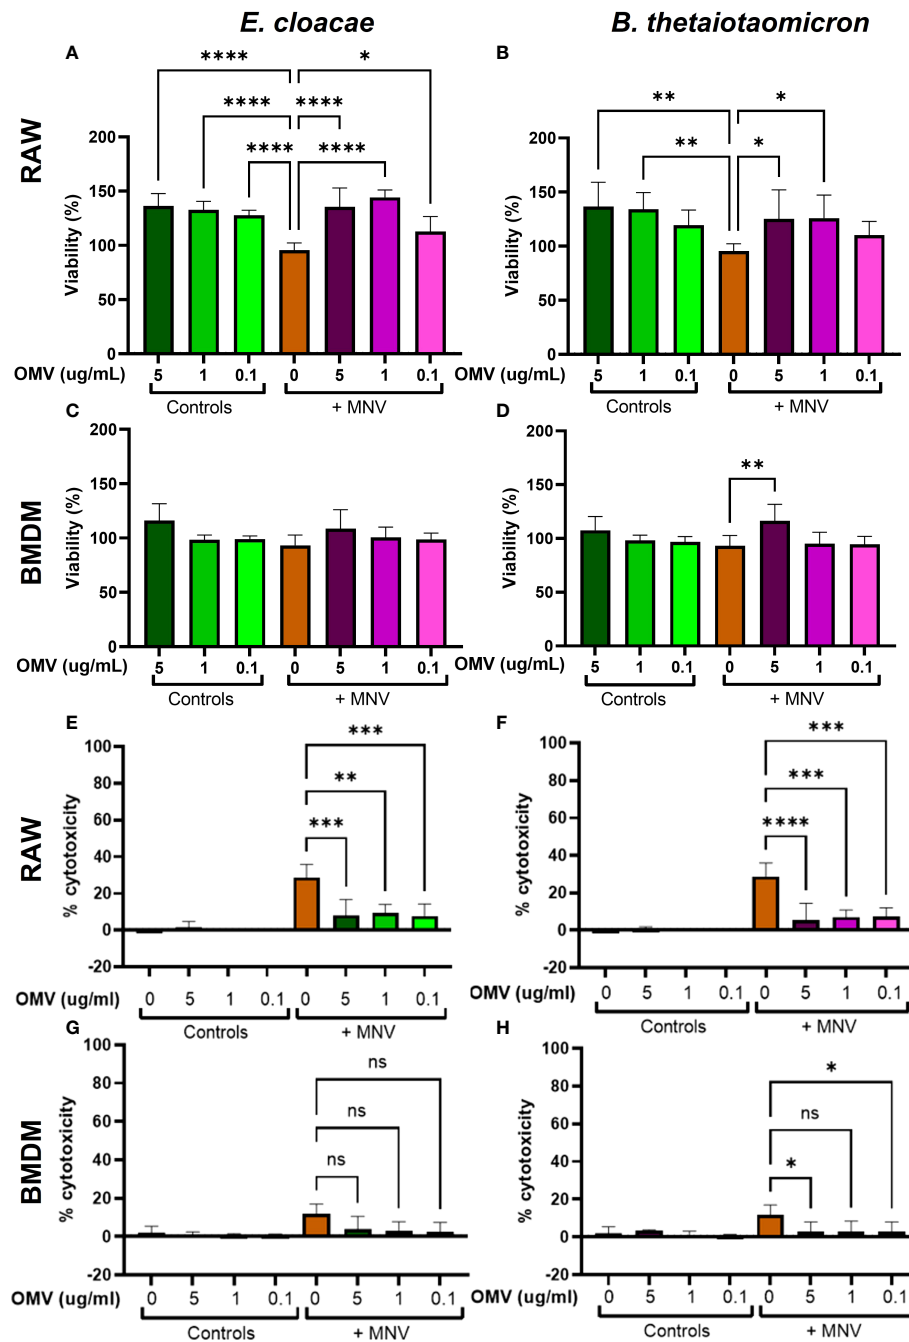 E. cloacae
B. thetaiotaomicron
A
**** *
**** ****
**** ****
RAW
Viability (%)
200
150
100
50
0
OMV (ug/mL) 5 1 0.1 0 5 1 0.1
Controls + MNV
B
** *
** *
Viability (%)
200
150
100
50
0
OMV (ug/mL) 5 1 0.1 0 5 1 0.1
Controls + MNV
C
BMDM
Viability (%)
200
150
100
50
0
OMV (ug/mL) 5 1 0.1 0 5 1 0.1
Controls + MNV
D
**
Viability (%)
200
150
100
50
0
OMV (ug/mL) 5 1 0.1 0 5 1 0.1
Controls + MNV
E
***
**
***
RAW
% cytotoxicity
100
80
60
40
20
0
-20
OMV (ug/ml) 0 5 1 0.1 0 5 1 0.1
Controls + MNV
F
***
***
****
% cytotoxicity
100
80
60
40
20
0
-20
OMV (ug/ml) 0 5 1 0.1 0 5 1 0.1
Controls + MNV
G
ns
ns
ns
BMDM
% cytotoxicity
100
80
60
40
20
0
-20
OMV (ug/ml) 0 5 1 0.1 0 5 1 0.1
Controls + MNV
H
*
ns
*
% cytotoxicity
100
80
60
40
20
0
-20
OMV (ug/ml) 0 5 1 0.1 0 5 1 0.1
Controls + MNV